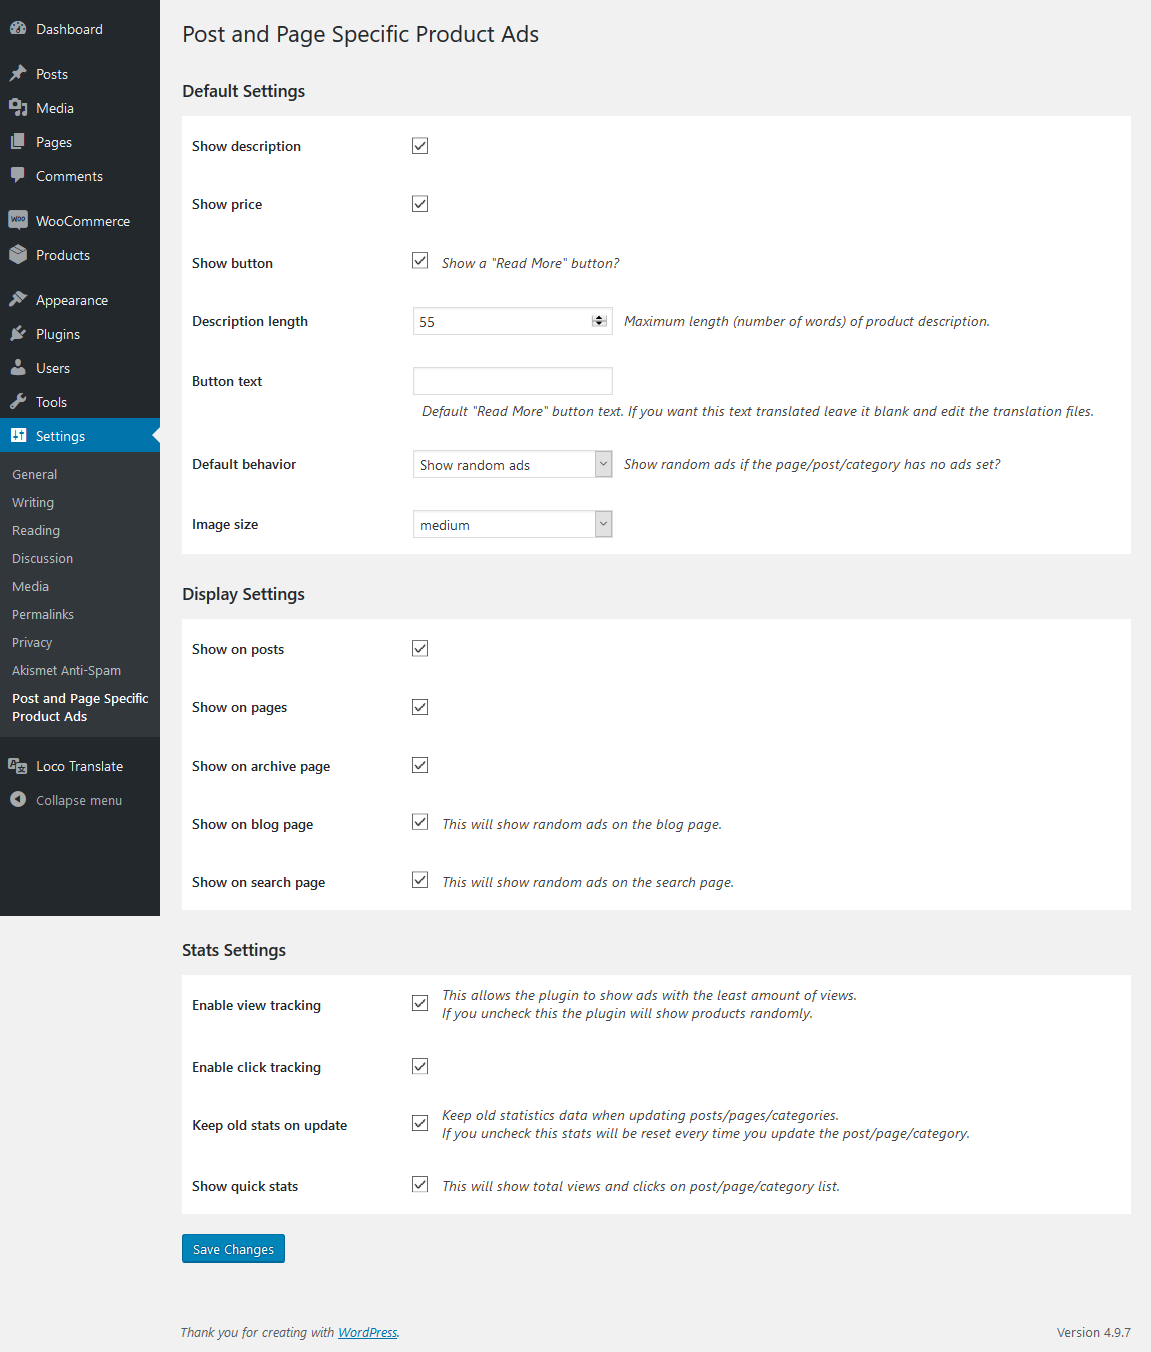 Dashboard
Posts
Media
Pages
Comments
WOO
WooCommerce
Products
Appearance
Plugins
Users
Tools
Settings
General
Writing
Reading
Discussion
Media
Permalinks
Privacy
Akismet Anti-Spam
Post and Page Specific
Product Ads
Loco Translate
Collapse menu
Post and Page Specific Product Ads
Default Settings
Show description
Show price
Show button Show a "Read More" button?
Description length 55 Maximum length (number of words) of product description.
Button text
Default "Read More" button text. If you want this text translated leave it blank and edit the translation files.
Default behavior Show random ads Show random ads if the page/post/category has no ads set?
Image size medium
Display Settings
Show on posts
Show on pages
Show on archive page
Show on blog page This will show random ads on the blog page.
Show on search page This will show random ads on the search page.
Stats Settings
Enable view tracking This allows the plugin to show ads with the least amount of views.
If you uncheck this the plugin will show products randomly.
Enable click tracking
Keep old stats on update Keep old statistics data when updating posts/pages/categories.
If you uncheck this stats will be reset every time you update the post/page/category.
Show quick stats This will show total views and clicks on post/page/category list.
Save Changes
Thank you for creating with WordPress. Version 4.9.7